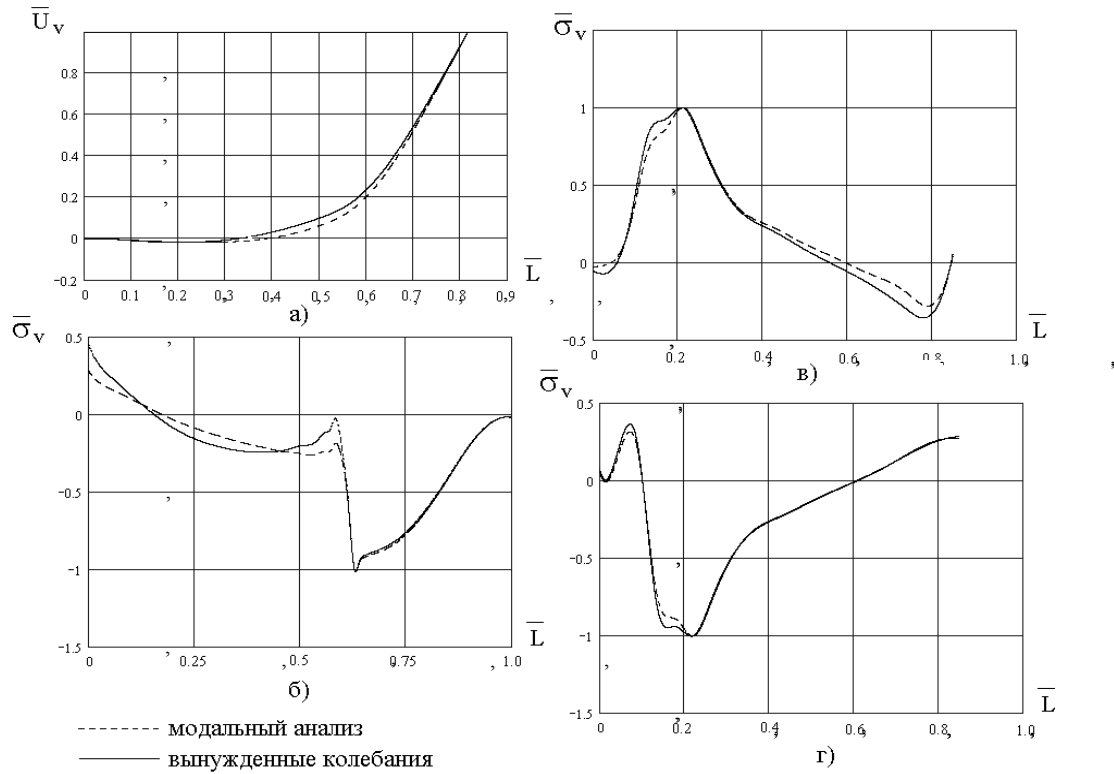 U v
0.8
0.6
0.4
0.2
0
−0.2
0 0.1 0.2 0,3 0,4 0,5 0,6 0,7 0,8 0,9
L
а)
σ v
1
0.5
0
−0.5
0 0.2 0,4 0,6 0.8 1.0,
L
в)
σ v
0.5
0
−0.5
−1
−1.5
0 0.25 , 0.5 0,75 , 1.0
L
б)
σ v
0.5
0
−0.5
−1
−1.5
0 0.2 0,4 0,6 0,8 1.0,
L
г)
модальный анализ
вынужденные колебания